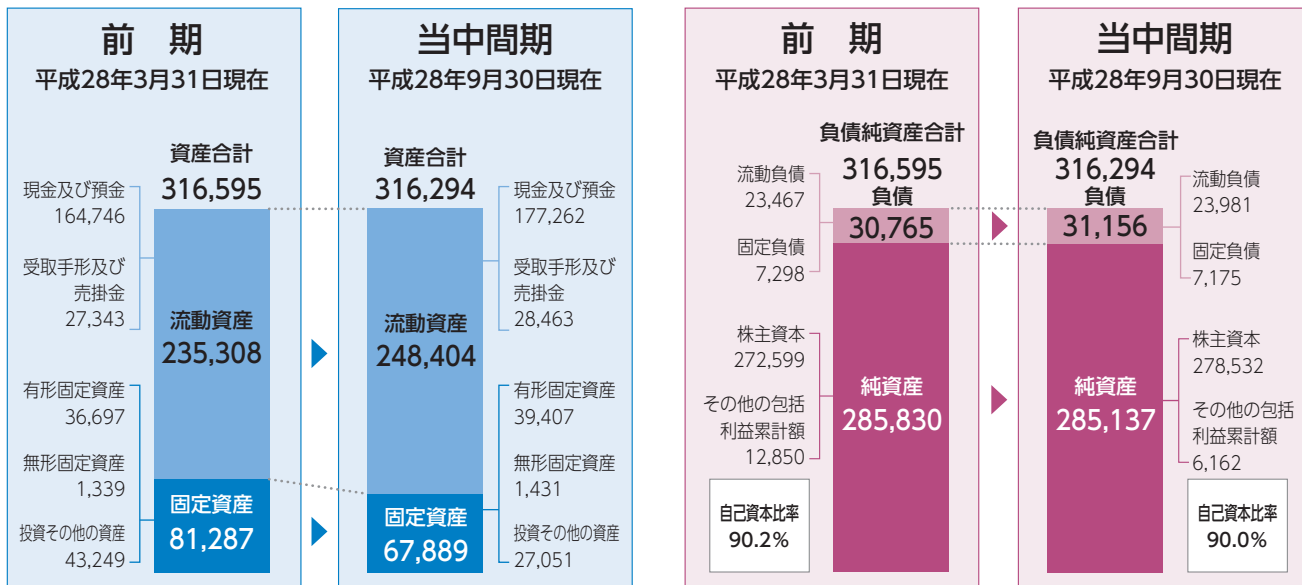 前　期
平成28年3月31日現在
資産合計
316,595
現金及び預金
164,746
受取手形及び
売掛金
27,343
流動資産
235,308
有形固定資産
36,697
無形固定資産
1,339
投資その他の資産
43,249
固定資産
81,287
当中間期
平成28年9月30日現在
資産合計
316,294
現金及び預金
177,262
受取手形及び
売掛金
28,463
流動資産
248,404
有形固定資産
39,407
無形固定資産
1,431
投資その他の資産
27,051
固定資産
67,889
前　期
平成28年3月31日現在
負債純資産合計
316,595
負債
30,765
流動負債
23,467
固定負債
7,298
株主資本
272,599
純資産
285,830
その他の包括
利益累計額
12,850
自己資本比率
90.2%
当中間期
平成28年9月30日現在
負債純資産合計
316,294
負債
31,156
流動負債
23,981
固定負債
7,175
株主資本
278,532
純資産
285,137
その他の包括
利益累計額
6,162
自己資本比率
90.0%